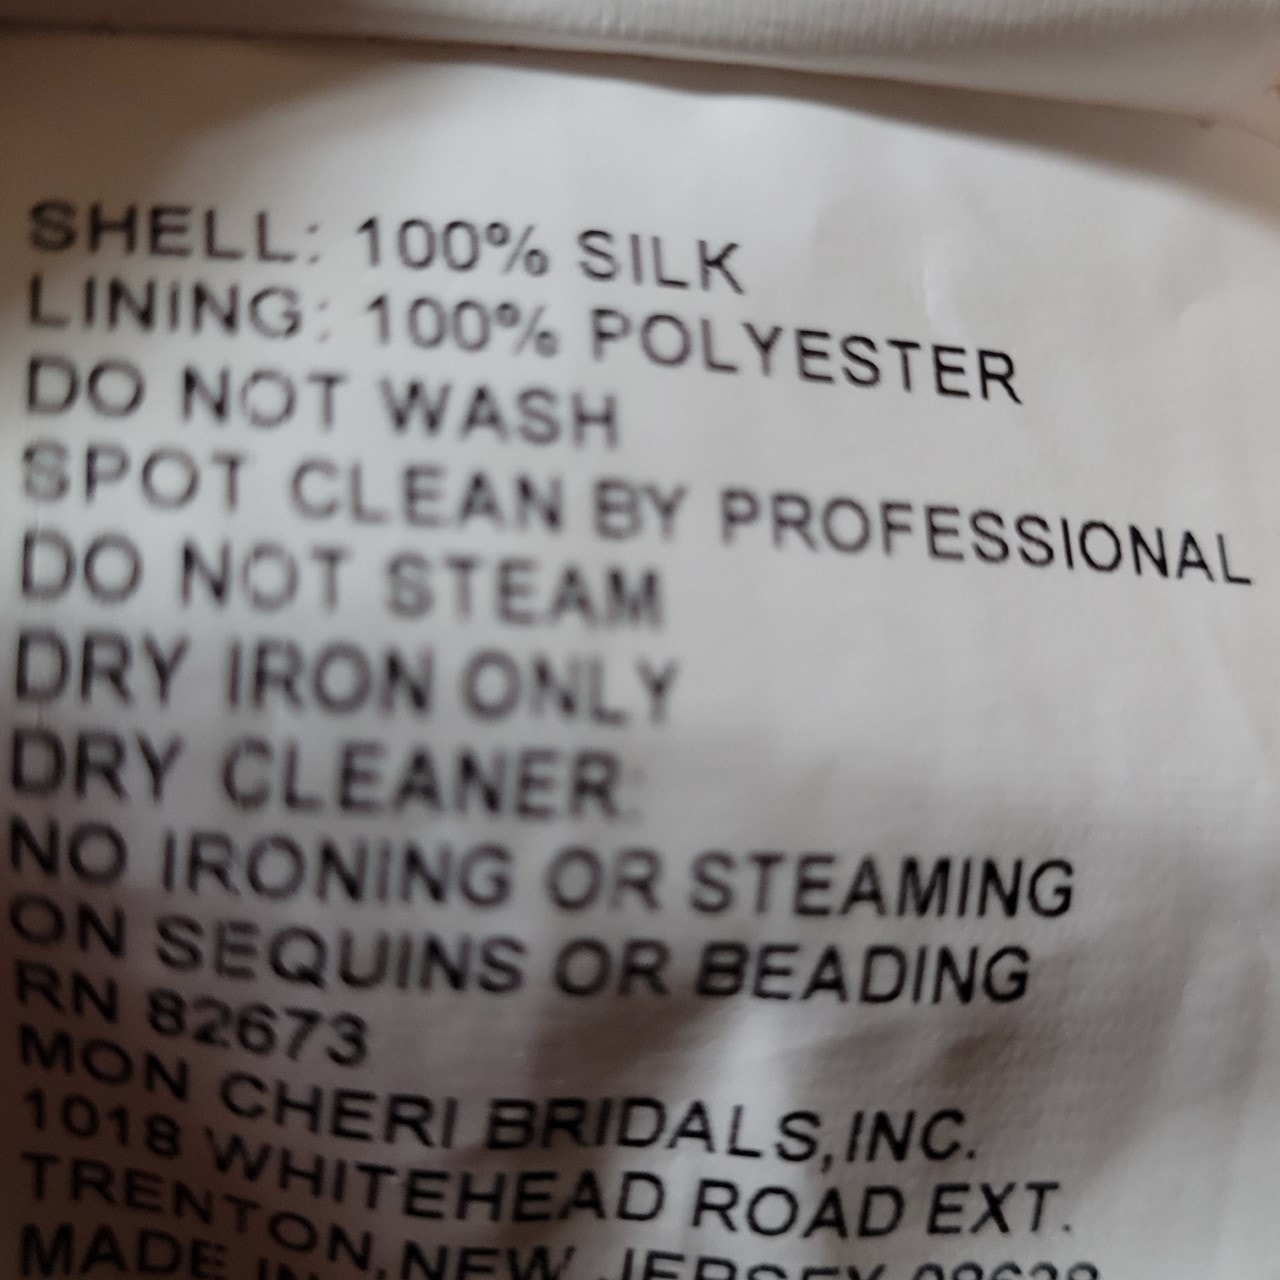 SHELL: 100% SILK
LINING: 100% POLYESTER
DO NOT WASH
SPOT CLEAN BY PROFESSIONAL
DO NOT STEAM
DRY IRON ONLY
DRY CLEANER:
NO IRONING OR STEAMING
ON SEQUINS OR BEADING
RN 82673
MON CHERI BRIDALS,INC.
1018 WHITEHEAD ROAD EXT.
TRENTON,NEW JERSEY
MADE IN